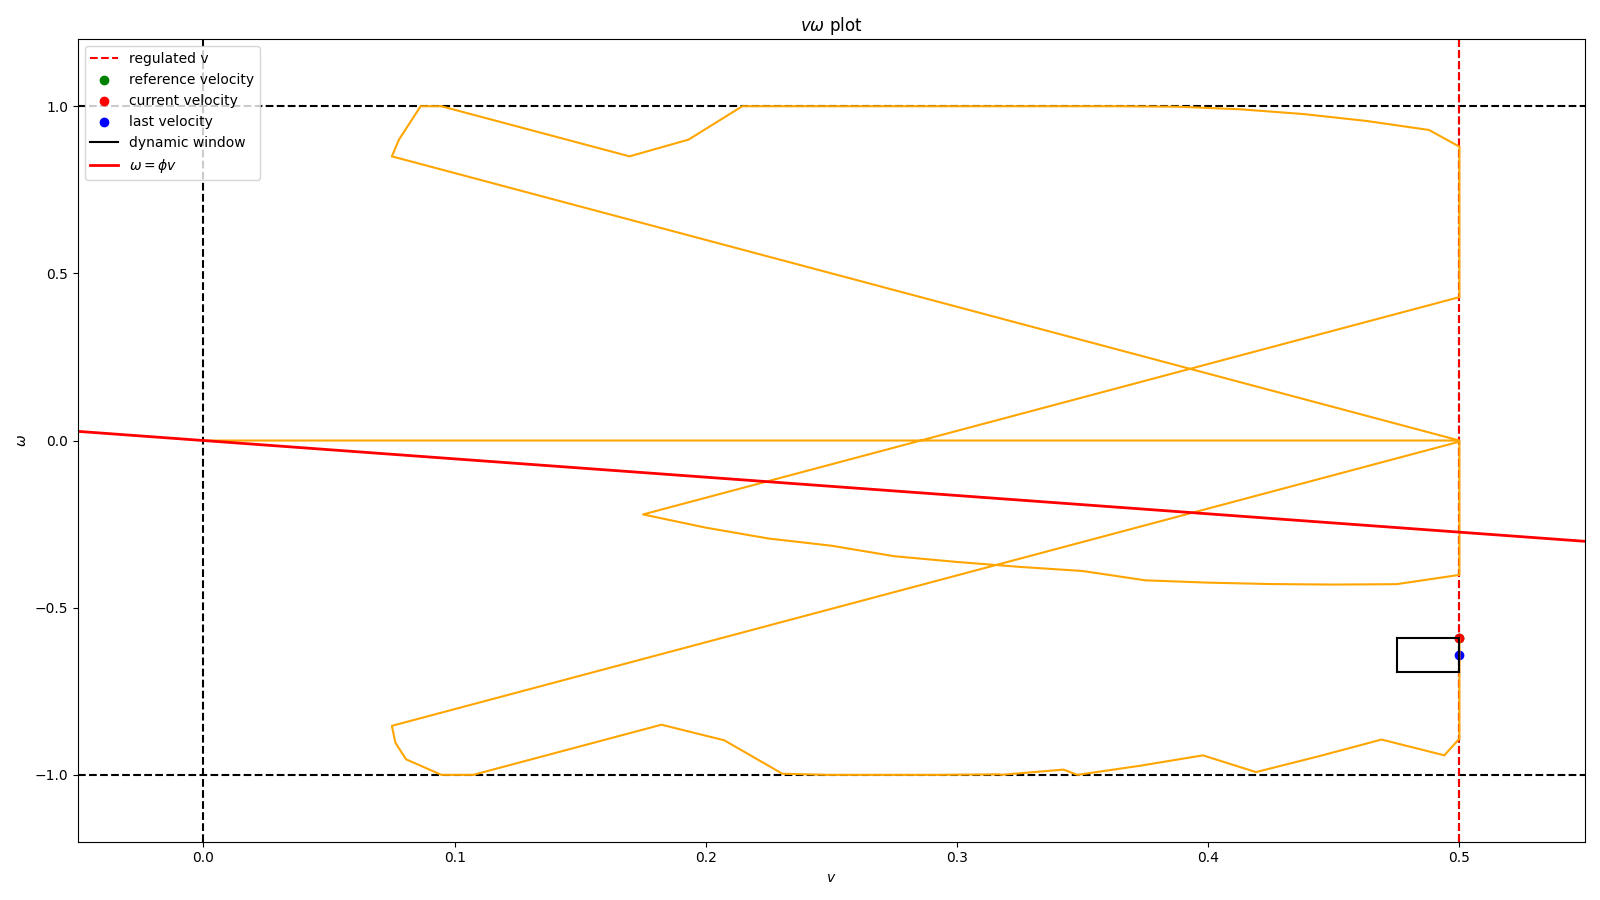 vω plot
regulated v
reference velocity
current velocity
last velocity
dynamic window
ω = ϕv
1.0
0.5
0.0
−0.5
−1.0
ω
0.0 0.1 0.2 0.3 0.4 0.5
v